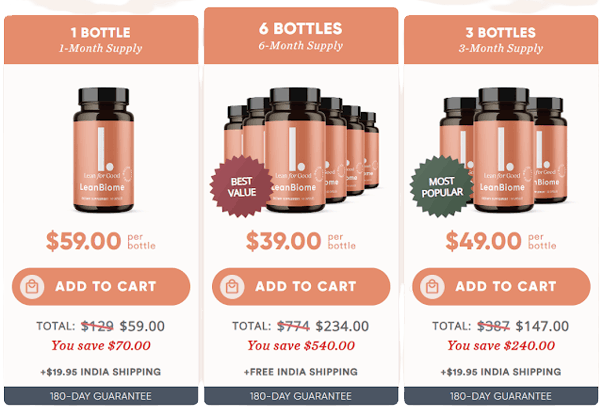 1 BOTTLE
1-Month Supply
Lean for Good
LeanBiome
$59.00 per
bottle
ADD TO CART
TOTAL: $129 $59.00
You save $70.00
+$19.95 INDIA SHIPPING
180-DAY GUARANTEE
6 BOTTLES
6-Month Supply
BEST
VALUE
Lean for Good
LeanBiome
$39.00 per
bottle
ADD TO CART
TOTAL: $774 $234.00
You save $540.00
+FREE INDIA SHIPPING
180-DAY GUARANTEE
3 BOTTLES
3-Month Supply
MOST
POPULAR
Lean for Good
LeanBiome
$49.00 per
bottle
ADD TO CART
TOTAL: $387 $147.00
You save $240.00
+$19.95 INDIA SHIPPING
180-DAY GUARANTEE